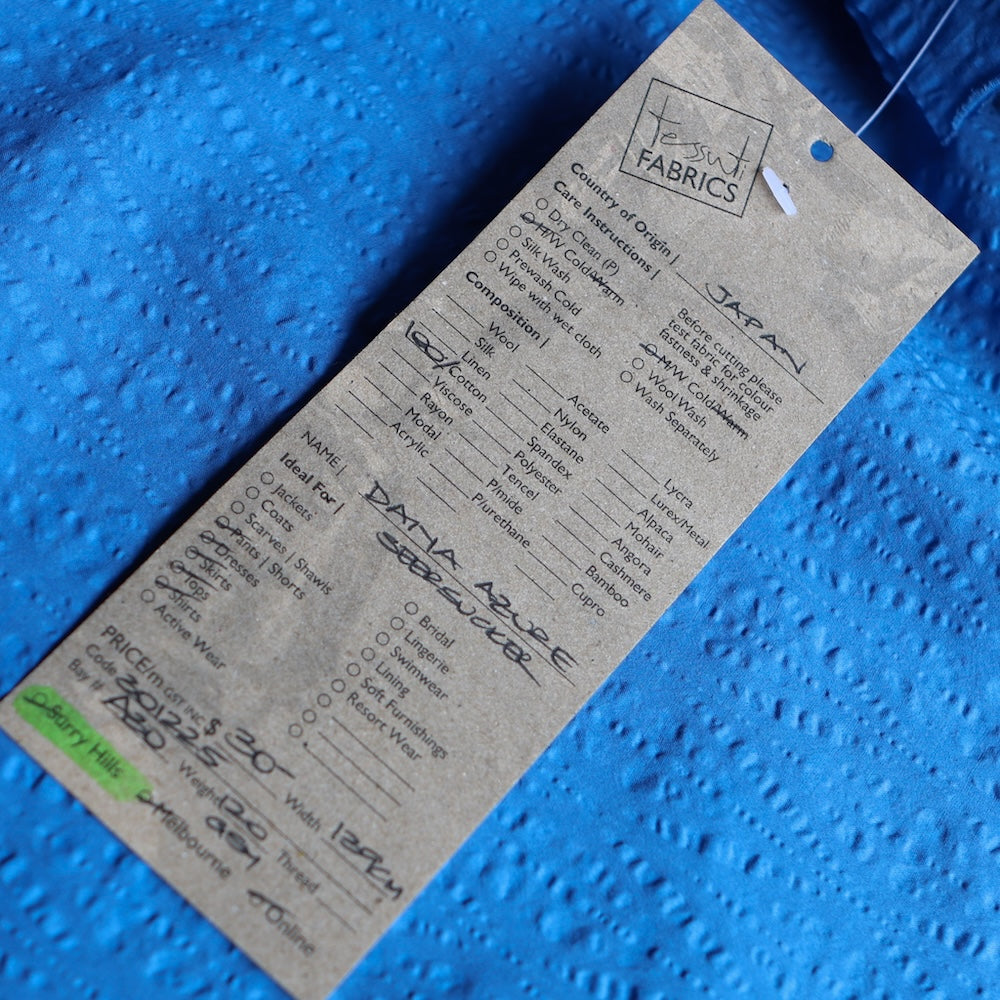 Tessuti
FABRICS
Country of Origin | JAPAN
Care Instructions |
Dry Clean (P)
H/W Cold/Warm
Silk Wash
Prewash Cold
Wipe with wet cloth
Before cutting please
test fabric for colour
fastness & shrinkage
M/W Cold/Warm
Wool Wash
Wash Separately
Composition |
Wool
Silk
Linen
100/ Cotton
Viscose
Rayon
Modal
Acrylic
Acetate
Nylon
Elastane
Spandex
Polyester
Tencel
P/mide
P/urethane
Lycra
Lurex/Metal
Alpaca
Mohair
Angora
Cashmere
Bamboo
Cupro
NAME | DANA AZURE
SEERSUCKER
Ideal For |
Jackets
Coats
Scarves | Shawls
Pants | Shorts
Dresses
Skirts
Tops
Shirts
Active Wear
Bridal
Lingerie
Swimwear
Lining
Soft Furnishings
Resort Wear
PRICE/m GST INC $ 30- Width 129cm
Code 301225 Weight 120 gsm Thread
Bay # A30
Surry Hills Melbourne Online